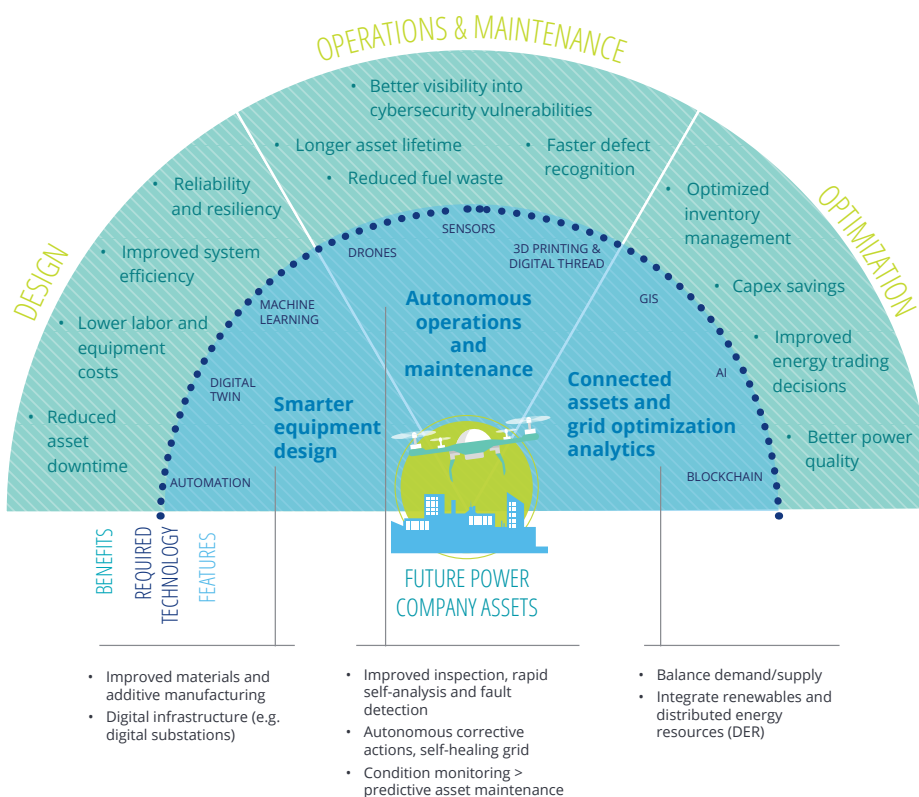 OPERATIONS & MAINTENANCE
DESIGN
OPTIMIZATION
• Better visibility into
cybersecurity vulnerabilities
• Longer asset lifetime
• Faster defect
recognition
• Reduced fuel waste
• Reliability
and resiliency
• Improved system
efficiency
• Lower labor and
equipment
costs
• Reduced
asset
downtime
• Optimized
inventory
management
• Capex savings
• Improved
energy trading
decisions
• Better power
quality
AUTOMATION
DIGITAL
TWIN
MACHINE
LEARNING
DRONES
SENSORS
3D PRINTING &
DIGITAL THREAD
GIS
AI
BLOCKCHAIN
Smarter
equipment
design
Autonomous
operations
and
maintenance
Connected
assets and
grid optimization
analytics
BENEFITS
REQUIRED
TECHNOLOGY
FEATURES
FUTURE POWER
COMPANY ASSETS
• Improved materials and
additive manufacturing
• Digital infrastructure (e.g.
digital substations)
• Improved inspection, rapid
self-analysis and fault
detection
• Autonomous corrective
actions, self-healing grid
• Condition monitoring >
predictive asset maintenance
• Balance demand/supply
• Integrate renewables and
distributed energy
resources (DER)